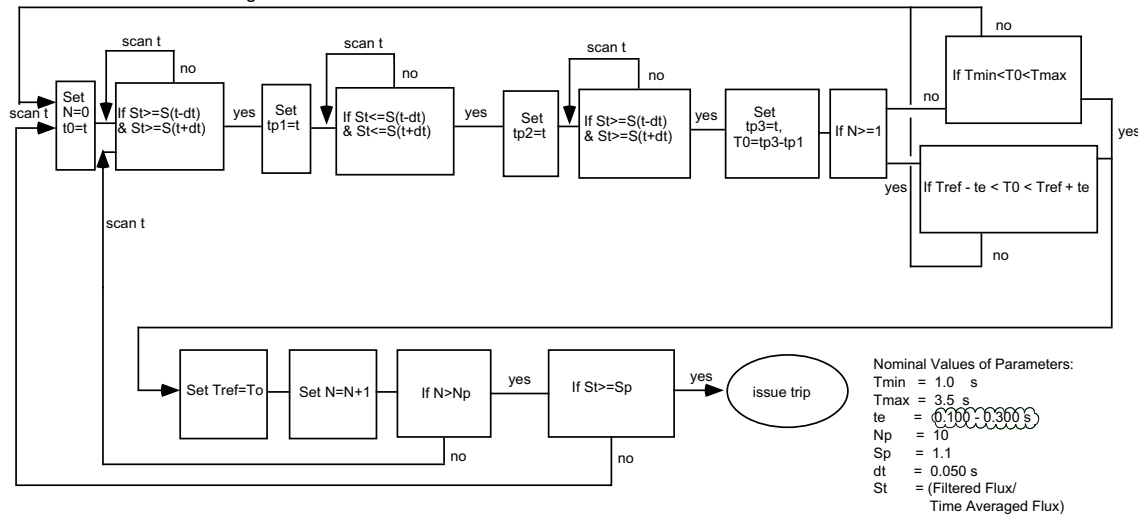 scan t
scan t
scan t
no
no
no
no
Set
N=0
t0=t
scan t
If St>=S(t-dt)
& St>=S(t+dt)
yes
Set
tp1=t
If St<=S(t-dt)
& St<=S(t+dt)
yes
Set
tp2=t
If St>=S(t-dt)
& St>=S(t+dt)
yes
Set
tp3=t,
T0=tp3-tp1
If N>=1
no
If Tmin<T0<Tmax
yes
yes
If Tref - te < T0 < Tref + te
no
scan t
Set Tref=To
Set N=N+1
If N>Np
yes
If St>=Sp
yes
issue trip
no
no
Nominal Values of Parameters:
Tmin = 1.0 s
Tmax = 3.5 s
te = 0.100 - 0.300 s
Np = 10
Sp = 1.1
dt = 0.050 s
St = (Filtered Flux/
Time Averaged Flux)